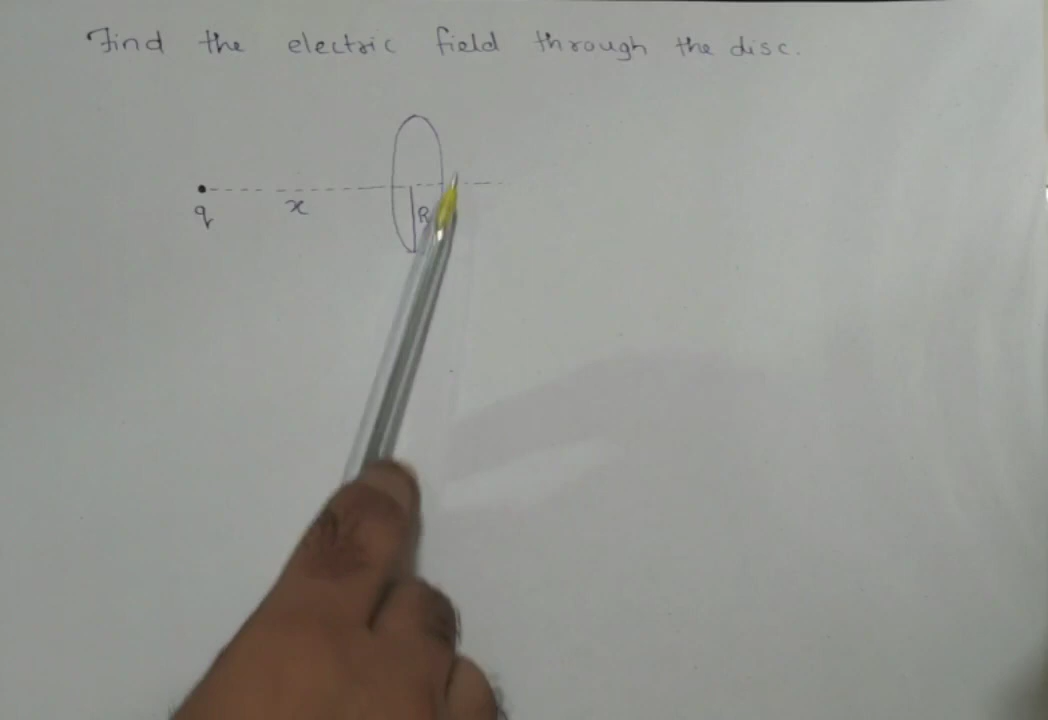 Find the electric field through the disc.
R
q
x